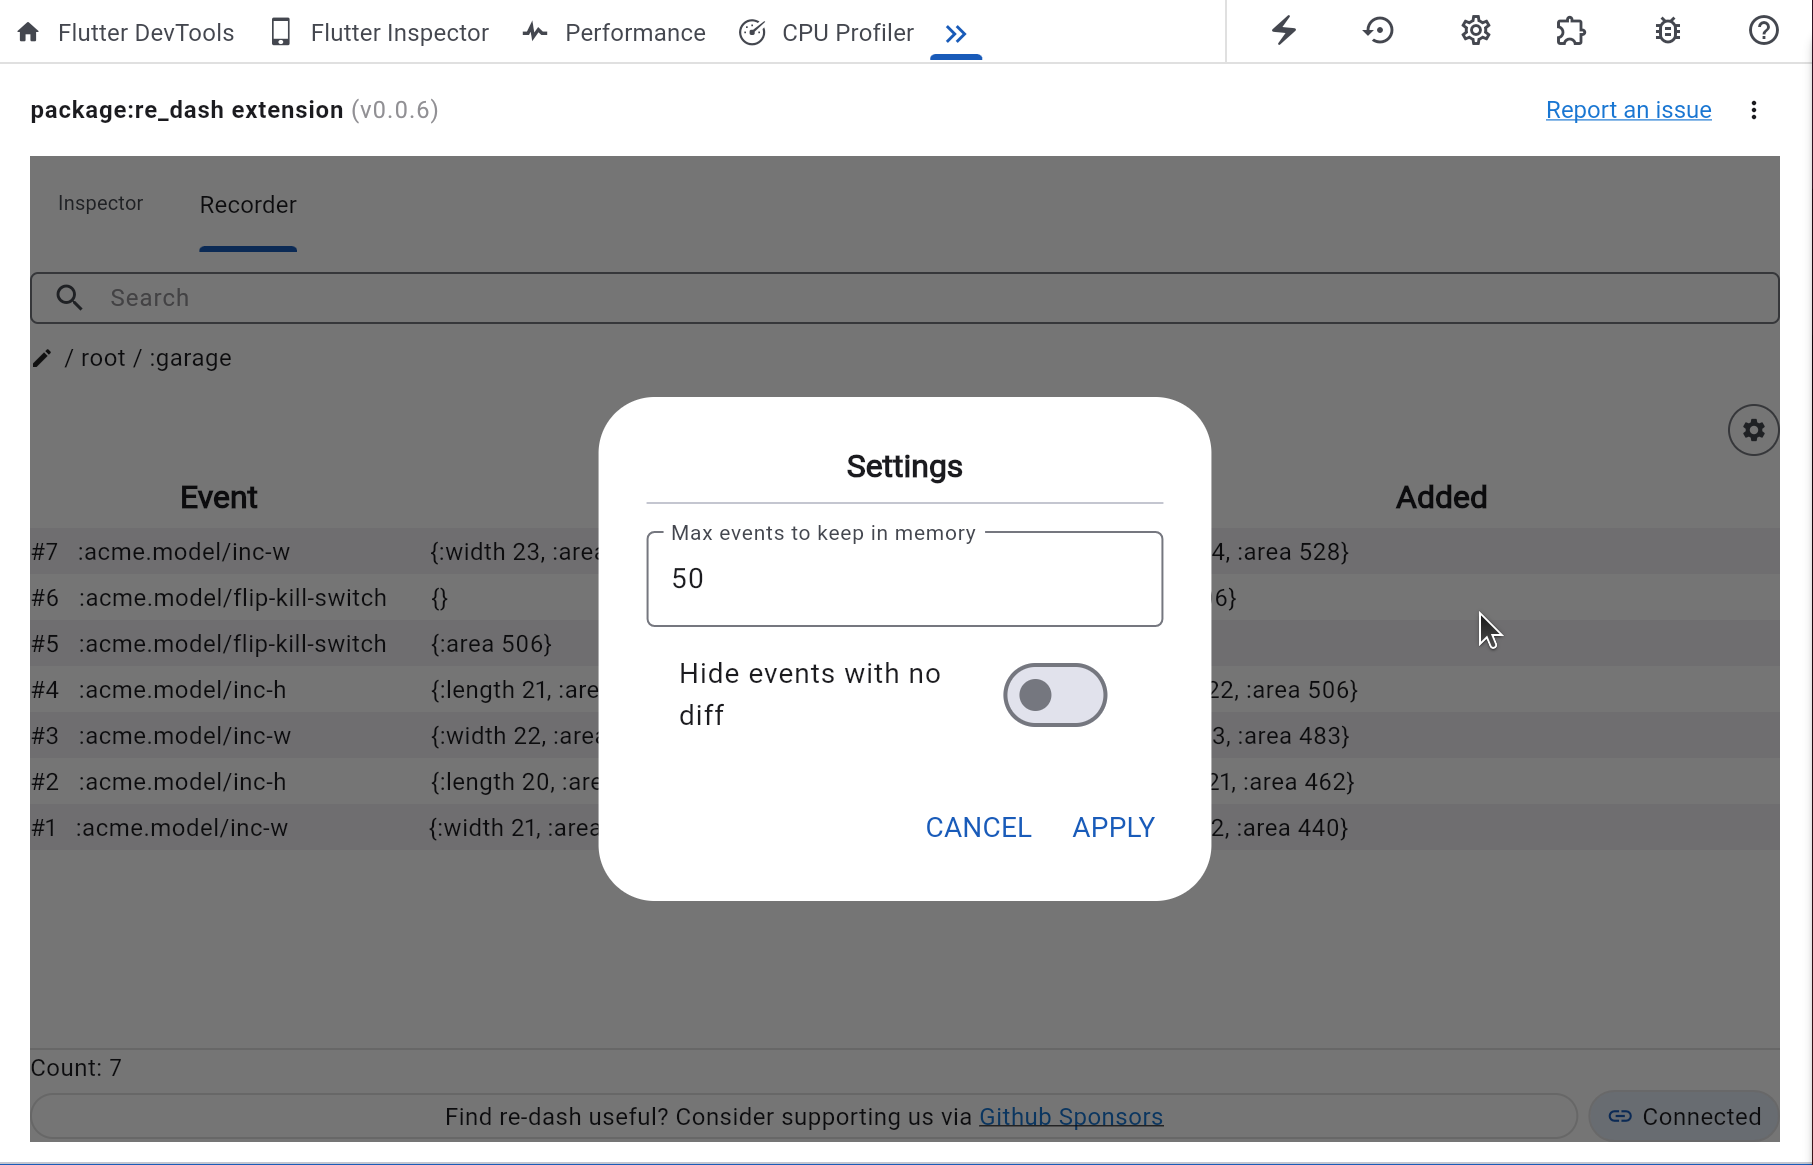 Flutter DevTools Flutter Inspector Performance CPU Profiler
package:re_dash extension (v0.0.6) Report an issue
Inspector Recorder
Search
/ root / :garage
Settings
Event Added
Max events to keep in memory
50
#7 :acme.model/inc-w {:width 23, :area 4, :area 528}
#6 :acme.model/flip-kill-switch {} 6}
#5 :acme.model/flip-kill-switch {:area 506}
Hide events with no
diff
#4 :acme.model/inc-h {:length 21, :are 22, :area 506}
#3 :acme.model/inc-w {:width 22, :area 3, :area 483}
#2 :acme.model/inc-h {:length 20, :are 21, :area 462}
#1 :acme.model/inc-w {:width 21, :area 2, :area 440}
CANCEL APPLY
Count: 7
Find re-dash useful? Consider supporting us via Github Sponsors Connected